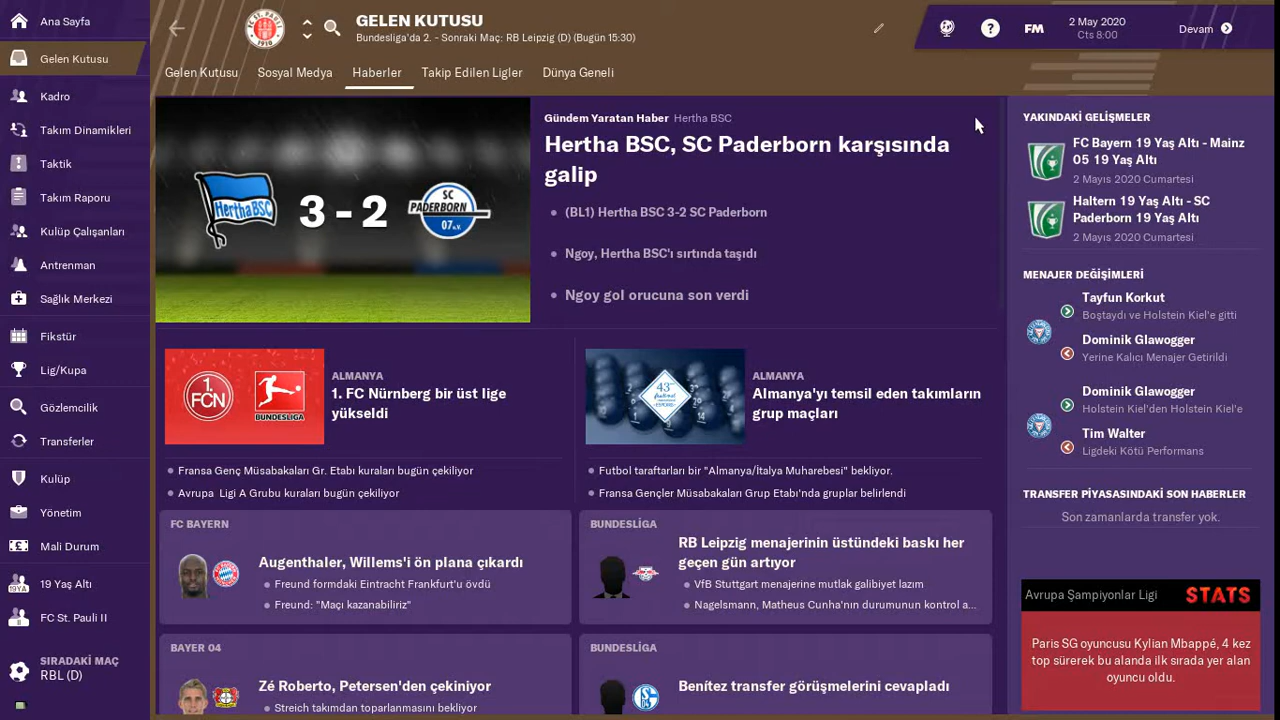 Ana Sayfa
Gelen Kutusu
Kadro
Takım Dinamikleri
Taktik
Takım Raporu
Kulüp Çalışanları
Antrenman
Sağlık Merkezi
Fikstür
Lig/Kupa
Gözlemcilik
Transferler
Kulüp
Yönetim
Mali Durum
19 Yaş Altı
FC St. Pauli II
SIRADAKİ MAÇ
RBL (D)
GELEN KUTUSU
Bundesliga'da 2. - Sonraki Maç: RB Leipzig (D) (Bugün 15:30)
?
FM
2 May 2020
Cts 8:00
Devam
Gelen Kutusu
Sosyal Medya
Haberler
Takip Edilen Ligler
Dünya Geneli
Hertha BSC
3 - 2
SC
PADERBORN
07 e.V.
Gündem Yaratan Haber Hertha BSC
Hertha BSC, SC Paderborn karşısında
galip
(BL1) Hertha BSC 3-2 SC Paderborn
Ngoy, Hertha BSC'ı sırtında taşıdı
Ngoy gol orucuna son verdi
1.
FCN
BUNDESLIGA
ALMANYA
1. FC Nürnberg bir üst lige
yükseldi
Fransa Genç Müsabakaları Gr. Etabı kuraları bugün çekiliyor
Avrupa Ligi A Grubu kuraları bugün çekiliyor
43
ALMANYA
Almanya'yı temsil eden takımların
grup maçları
Futbol taraftarları bir "Almanya/İtalya Muharebesi" bekliyor.
Fransa Gençler Müsabakaları Grup Etabı'nda gruplar belirlendi
FC BAYERN
Augenthaler, Willems'i ön plana çıkardı
Freund formdaki Eintracht Frankfurt'u övdü
Freund: "Maçı kazanabiliriz"
BUNDESLİGA
RB Leipzig menajerinin üstündeki baskı her
geçen gün artıyor
VfB Stuttgart menajerine mutlak galibiyet lazım
Nagelsmann, Matheus Cunha'nın durumunun kontrol a...
BAYER 04
Zé Roberto, Petersen'den çekiniyor
Streich takımdan toparlanmasını bekliyor
BUNDESLİGA
Benítez transfer görüşmelerini cevapladı
YAKINDAKİ GELİŞMELER
FC Bayern 19 Yaş Altı - Mainz
05 19 Yaş Altı
2 Mayıs 2020 Cumartesi
Haltern 19 Yaş Altı - SC
Paderborn 19 Yaş Altı
2 Mayıs 2020 Cumartesi
MENAJER DEĞİŞİMLERİ
Tayfun Korkut
Boştaydı ve Holstein Kiel'e gitti
Dominik Glawogger
Yerine Kalıcı Menajer Getirildi
Dominik Glawogger
Holstein Kiel'den Holstein Kiel'e
Tim Walter
Ligdeki Kötü Performans
TRANSFER PİYASASINDAKİ SON HABERLER
Son zamanlarda transfer yok.
Avrupa Şampiyonlar Ligi
STATS
Paris SG oyuncusu Kylian Mbappé, 4 kez
top sürerek bu alanda ilk sırada yer alan
oyuncu oldu.